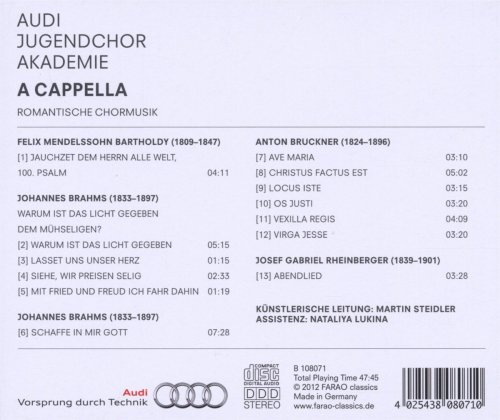 AUDI
JUGENDCHOR
AKADEMIE
A CAPPELLA
ROMANTISCHE CHORMUSIK
FELIX MENDELSSOHN BARTHOLDY (1809–1847)
[1] JAUCHZET DEM HERRN ALLE WELT,
100. PSALM 04:11
JOHANNES BRAHMS (1833–1897)
WARUM IST DAS LICHT GEGEBEN
DEM MÜHSELIGEN?
[2] WARUM IST DAS LICHT GEGEBEN 05:15
[3] LASSET UNS UNSER HERZ 01:15
[4] SIEHE, WIR PREISEN SELIG 02:33
[5] MIT FRIED UND FREUD ICH FAHR DAHIN 01:19
JOHANNES BRAHMS (1833–1897)
[6] SCHAFFE IN MIR GOTT 07:28
ANTON BRUCKNER (1824–1896)
[7] AVE MARIA 03:10
[8] CHRISTUS FACTUS EST 05:02
[9] LOCUS ISTE 03:15
[10] OS JUSTI 03:20
[11] VEXILLA REGIS 04:09
[12] VIRGA JESSE 03:20
JOSEF GABRIEL RHEINBERGER (1839–1901)
[13] ABENDLIED 03:28
KÜNSTLERISCHE LEITUNG: MARTIN STEIDLER
ASSISTENZ: NATALIYA LUKINA
Audi
Vorsprung durch Technik
COMPACT
disc
DIGITAL AUDIO
DDD
STEREO
B 108071
Total Playing Time 47:45
© 2012 FARAO classics
Made in Germany
www.farao-classics.de
4 025438 080710